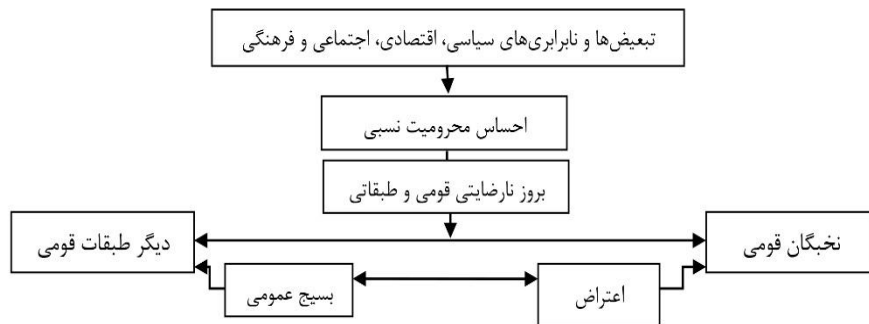 تبعیض‌ها و نابرابری‌های سیاسی، اقتصادی، اجتماعی و فرهنگی
احساس محرومیت نسبی
بروز نارضایتی قومی و طبقاتی
نخبگان قومی
دیگر طبقات قومی
اعتراض
بسیج عمومی